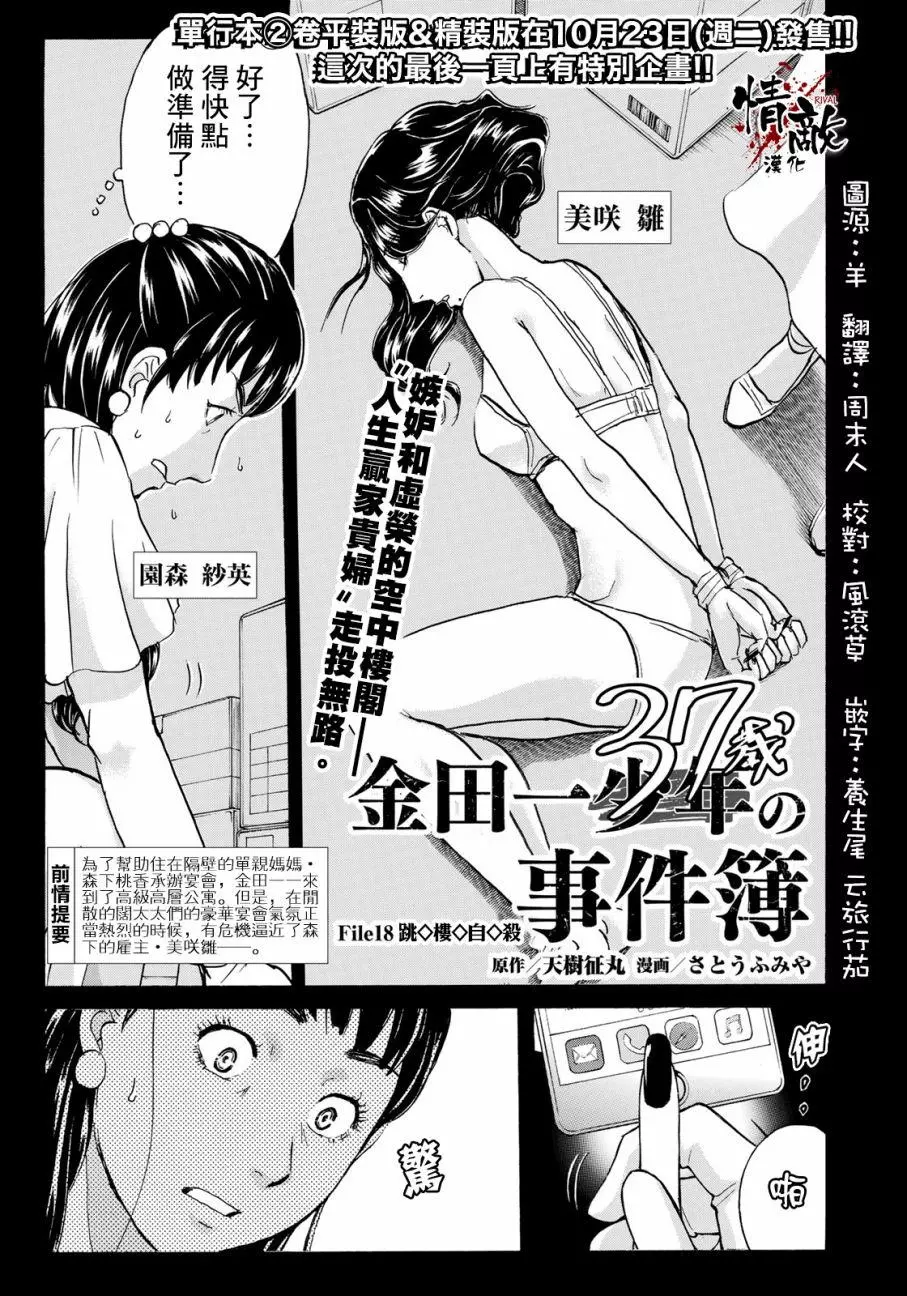 單行本②卷平裝版&精裝版在10月23日(週二)發售!!
這次的最後一頁上有特別企畫!!
情敵
RIVAL
漢化
好了…
得快點
做準備了…
美咲 雛
圖源：羊 翻譯：周末人 校對：風滾草 嵌字：養生尾 云旅行茄
“嫉妒和虛榮的空中樓閣——
“人生贏家貴婦”走投無路。
園森 紗英
37歲
金田一少年の
事件簿
File18 跳◇樓◇自◇殺
原作／天樹征丸 漫画／さとうふみや
前情提要
為了幫助住在隔壁的單親媽媽・
森下桃香承辦宴會，金田一一來
到了高級高層公寓。但是，在閒
散的闊太太們的豪華宴會氣氛正
當熱烈的時候，有危機逼近了森
下的雇主・美咲雛——。
伸…
啪
驚